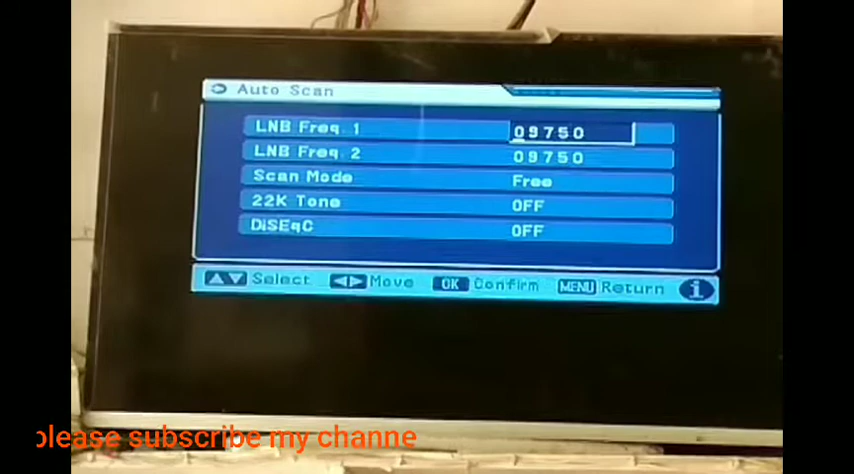 Auto Scan
LNB Freq. 1 09750
LNB Freq. 2 09750
Scan Mode Free
22K Tone OFF
DiSEqC OFF
Select Move OK Confirm MENU Return i
please subscribe my channe